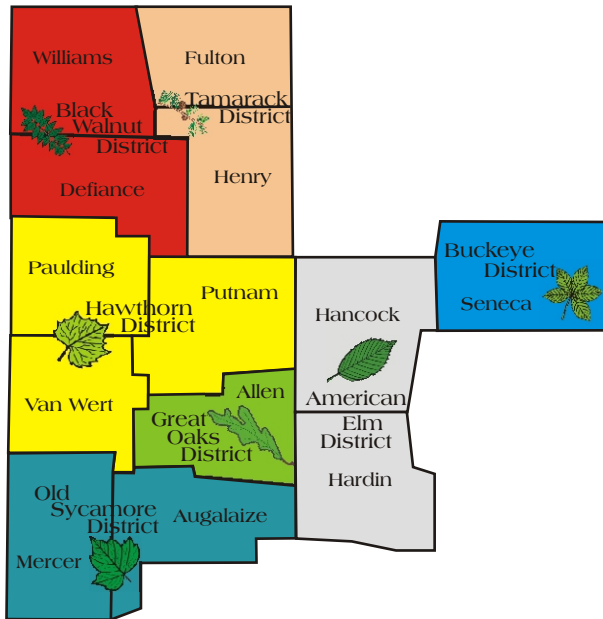 Williams
Fulton
Black
Walnut
District
Tamarack
District
Defiance
Henry
Paulding
Putnam
Hawthorn
District
Van Wert
Buckeye
District
Seneca
Hancock
American
Elm
District
Hardin
Allen
Great
Oaks
District
Old
Sycamore
District
Augalaize
Mercer